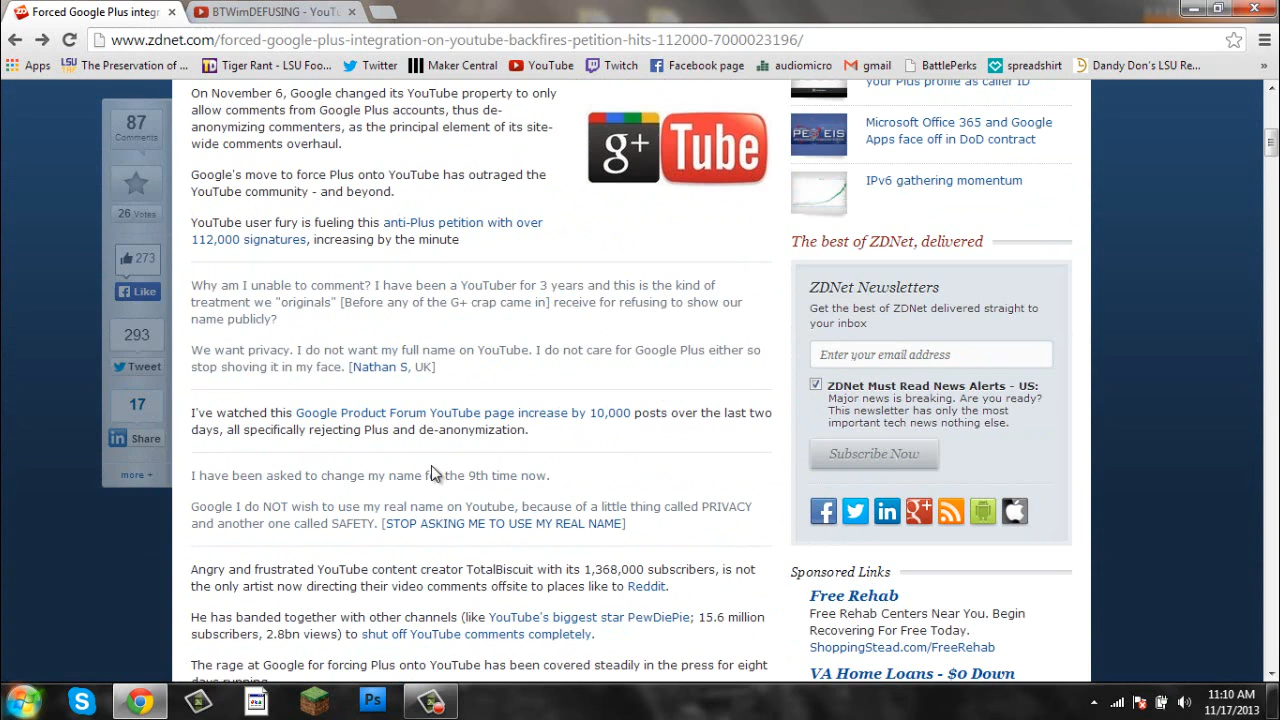 Forced Google Plus integr
BTWimDEFUSING - YouTu
www.zdnet.com/forced-google-plus-integration-on-youtube-backfires-petition-hits-112000-7000023196/
Apps
The Preservation of ...
Tiger Rant - LSU Foo...
Twitter
Nerd Central
YouTube
Twitch
Facebook page
audiomicro
gmail
BattlePerks
spreadshirt
Dandy Don's LSU Re...
»
On November 6, Google changed its YouTube property to only
allow comments from Google Plus accounts, thus de-
anonymizing commenters, as the principal element of its site-
wide comments overhaul.
Google's move to force Plus onto YouTube has outraged the
YouTube community - and beyond.
YouTube user fury is fueling this anti-Plus petition with over
112,000 signatures, increasing by the minute
g+ Tube
Why am I unable to comment? I have been a YouTuber for 3 years and this is the kind of
treatment we "originals" [Before any of the G+ crap came in] receive for refusing to show our
name publicly?
We want privacy. I do not want my full name on YouTube. I do not care for Google Plus either so
stop shoving it in my face. [Nathan S, UK]
I've watched this Google Product Forum YouTube page increase by 10,000 posts over the last two
days, all specifically rejecting Plus and de-anonymization.
I have been asked to change my name for the 9th time now.
Google I do NOT wish to use my real name on Youtube, because of a little thing called PRIVACY
and another one called SAFETY. [STOP ASKING ME TO USE MY REAL NAME]
Angry and frustrated YouTube content creator TotalBiscuit with its 1,368,000 subscribers, is not
the only artist now directing their video comments offsite to places like to Reddit.
He has banded together with other channels (like YouTube's biggest star PewDiePie; 15.6 million
subscribers, 2.8bn views) to shut off YouTube comments completely.
The rage at Google for forcing Plus onto YouTube has been covered steadily in the press for eight
days running.
87
Comments
26 Votes
273
Like
293
Tweet
17
Share
more +
your Plus profile as caller ID
Microsoft Office 365 and Google
Apps face off in DoD contract
IPv6 gathering momentum
The best of ZDNet, delivered
ZDNet Newsletters
Get the best of ZDNet delivered straight to
your inbox
Enter your email address
ZDNet Must Read News Alerts - US:
Major news is breaking. Are you ready?
This newsletter has only the most
important tech news nothing else.
Subscribe Now
Sponsored Links
Free Rehab
Free Rehab Centers Near You. Begin
Recovering For Free Today.
ShoppingStead.com/FreeRehab
VA Home Loans - $0 Down
11:10 AM
11/17/2013